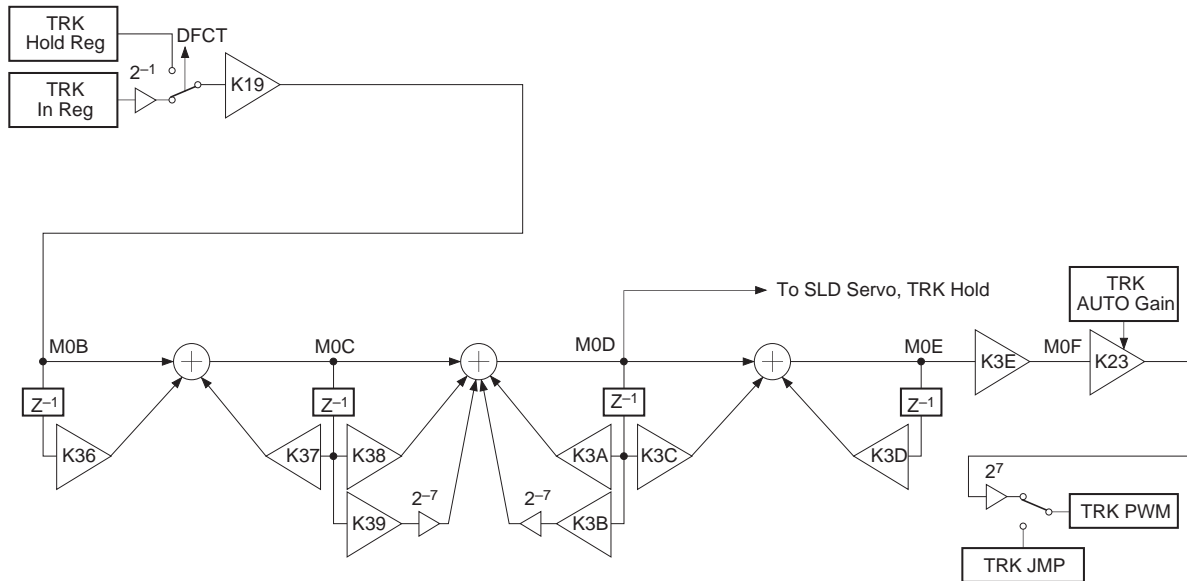 TRK
Hold Reg
DFCT
2⁻¹
K19
TRK
In Reg
To SLD Servo, TRK Hold
TRK
AUTO Gain
M0B
M0C
M0D
M0E
K3E
M0F
K23
Z⁻¹
Z⁻¹
Z⁻¹
Z⁻¹
K36
K37
K38
K3A
K3C
K3D
K39
2⁻⁷
2⁻⁷
K3B
2⁷
TRK PWM
TRK JMP